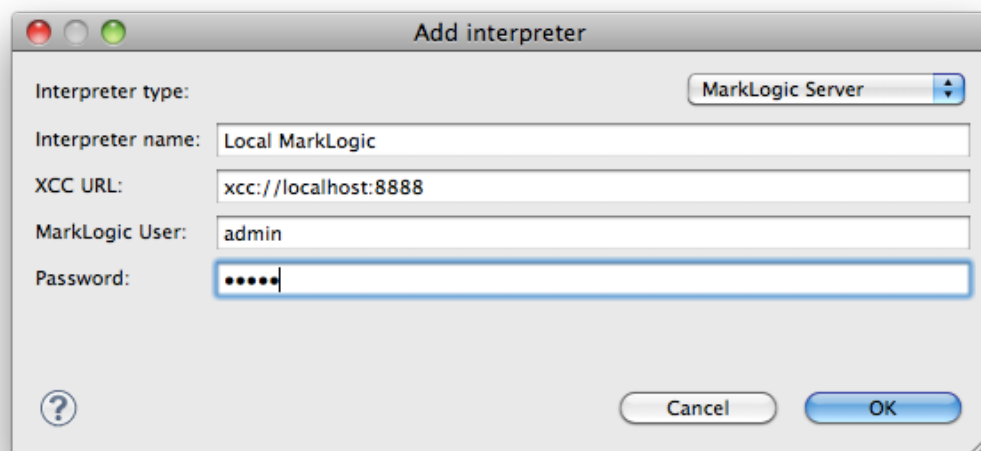 Add interpreter
Interpreter type: MarkLogic Server
Interpreter name: Local MarkLogic
XCC URL: xcc://localhost:8888
MarkLogic User: admin
Password: •••••
?
Cancel OK